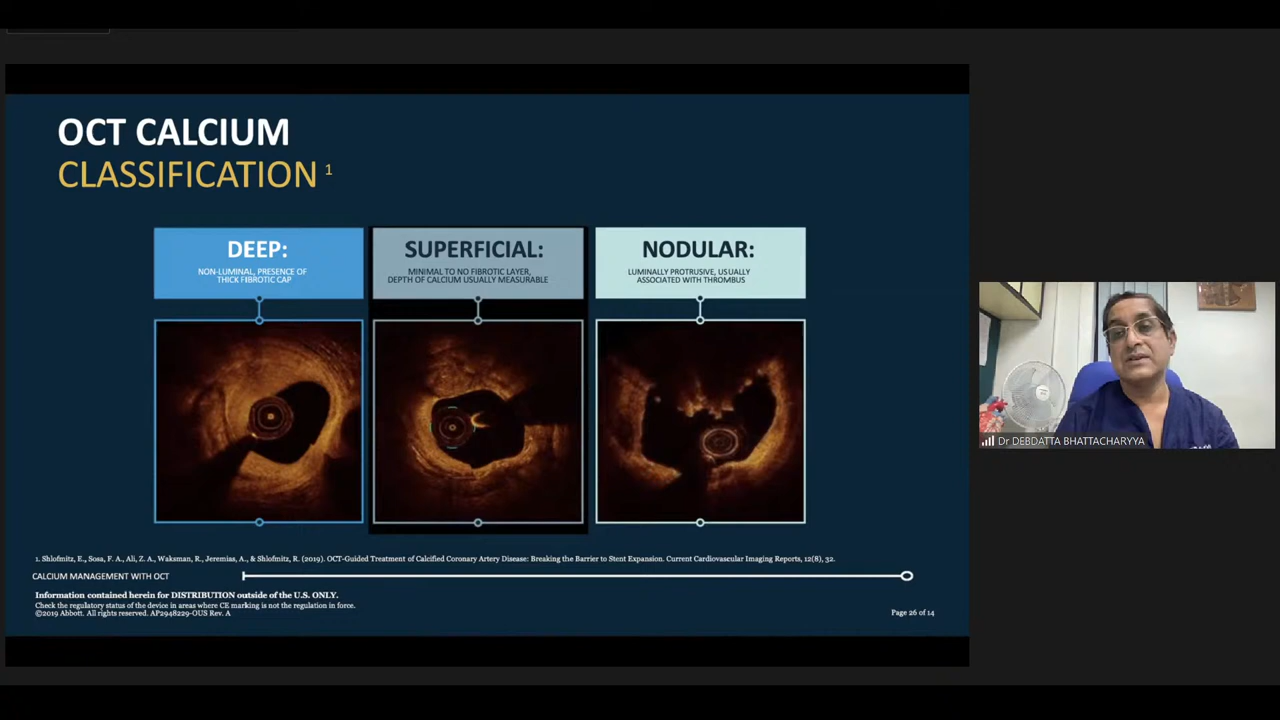 OCT CALCIUM
CLASSIFICATION 1
DEEP:
NON-LUMINAL, PRESENCE OF
THICK FIBROTIC CAP
SUPERFICIAL:
MINIMAL TO NO FIBROTIC LAYER,
DEPTH OF CALCIUM USUALLY MEASURABLE
NODULAR:
LUMINALLY PROTRUSIVE, USUALLY
ASSOCIATED WITH THROMBUS
Dr DEBDATTA BHATTACHARYYA
1. Shlofmitz, E., Sosa, F. A., Ali, Z. A., Waksman, R., Jeremias, A., & Shlofmitz, R. (2019). OCT-Guided Treatment of Calcified Coronary Artery Disease: Breaking the Barrier to Stent Expansion. Current Cardiovascular Imaging Reports, 12(8), 32.
CALCIUM MANAGEMENT WITH OCT
Information contained herein for DISTRIBUTION outside of the U.S. ONLY.
Check the regulatory status of the device in areas where CE marking is not the regulation in force.
©2019 Abbott. All rights reserved. AP2948229-OUS Rev. A
Page 26 of 14